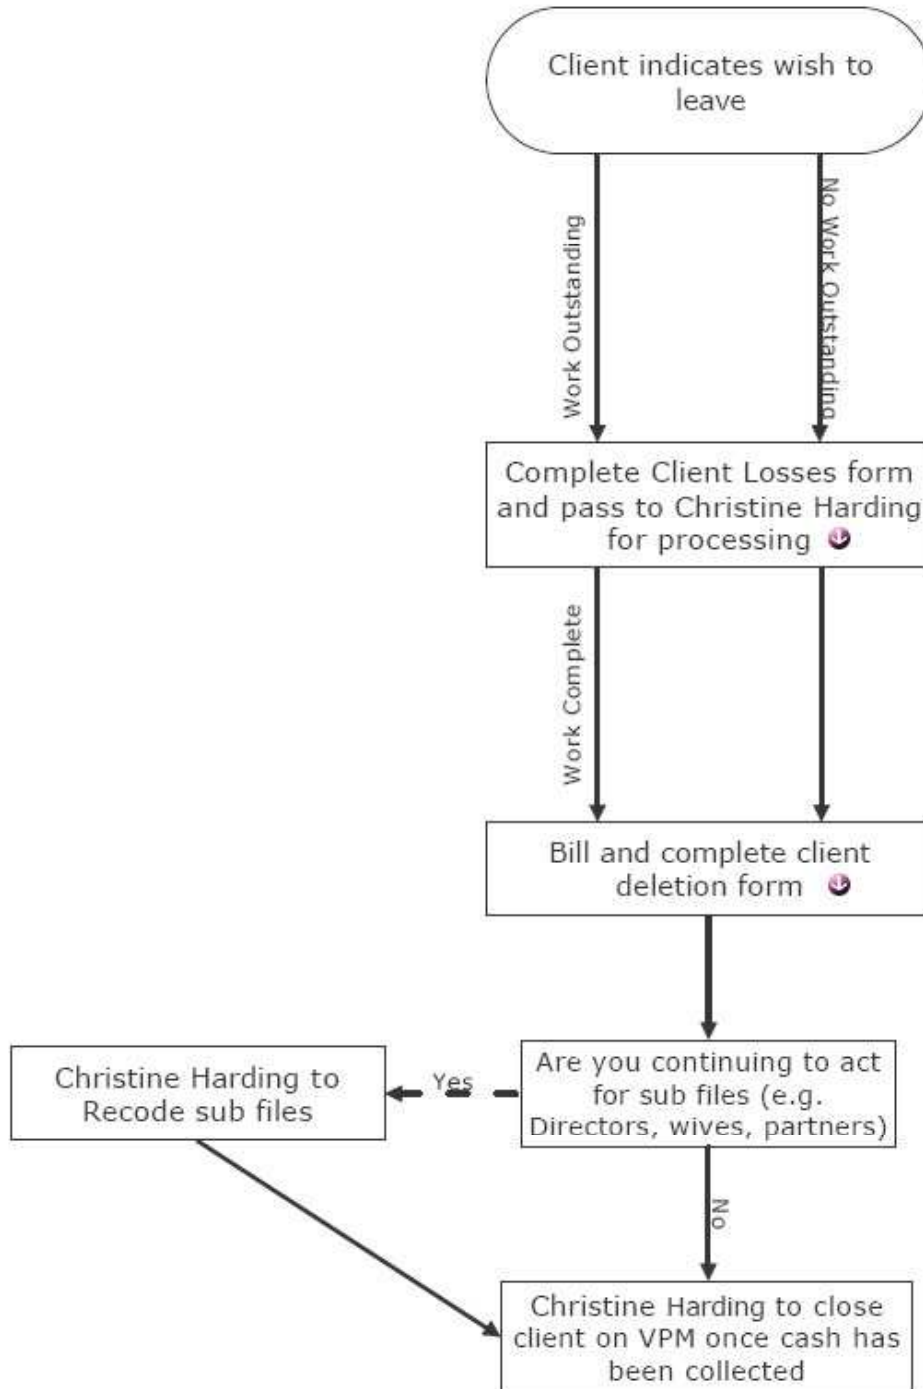 Client indicates wish to
leave
Work Outstanding
No Work Outstanding
Complete Client Losses form
and pass to Christine Harding
for processing
Work Complete
Bill and complete client
deletion form
Christine Harding to
Recode sub files
Yes
Are you continuing to act
for sub files (e.g.
Directors, wives, partners)
No
Christine Harding to close
client on VPM once cash has
been collected